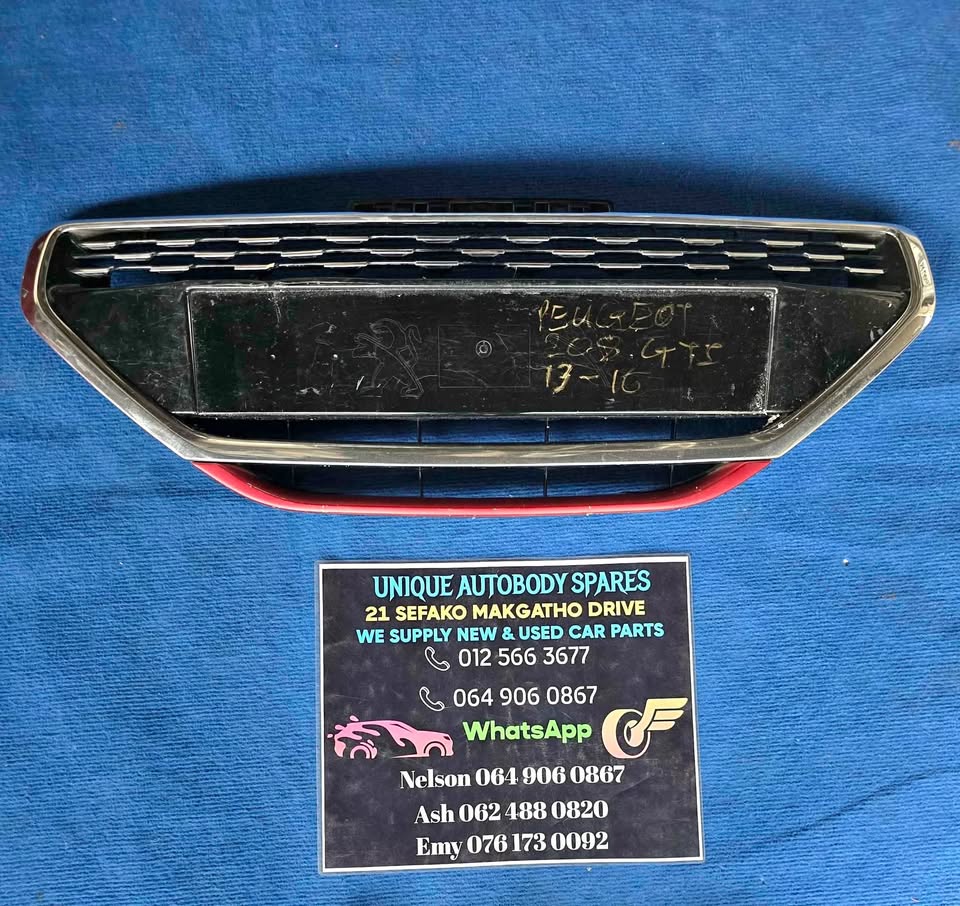 PEUGEOT
208 GTI
13-16
UNIQUE AUTOBODY SPARES
21 SEFAKO MAKGATHO DRIVE
WE SUPPLY NEW & USED CAR PARTS
012 566 3677
064 906 0867
WhatsApp
Nelson 064 906 0867
Ash 062 488 0820
Emy 076 173 0092